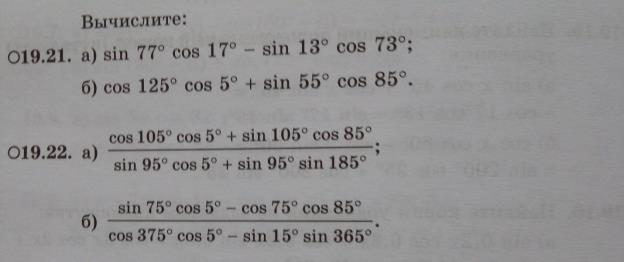 Вычислите:
О19.21. а) sin 77° cos 17° – sin 13° cos 73°;
б) cos 125° cos 5° + sin 55° cos 85°.
О19.22. а) cos 105° cos 5° + sin 105° cos 85°
sin 95° cos 5° + sin 95° sin 185° ;
б) sin 75° cos 5° – cos 75° cos 85°
cos 375° cos 5° – sin 15° sin 365° .